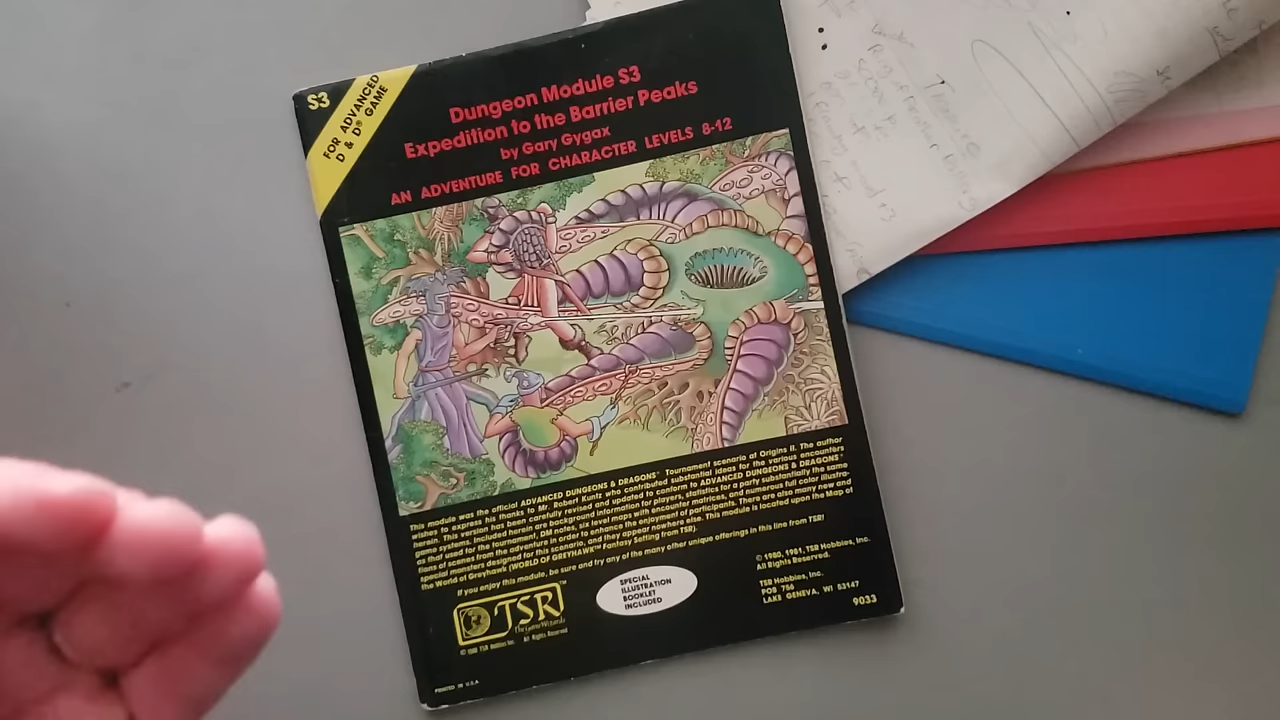 S3
FOR ADVANCED
D & D® GAME
Dungeon Module S3
Expedition to the Barrier Peaks
by Gary Gygax
AN ADVENTURE FOR CHARACTER LEVELS 8-12
This module was the official ADVANCED DUNGEONS & DRAGONS® Tournament scenario at Origins II. The author
wishes to express his thanks to Mr. Robert Kuntz who contributed substantial ideas for the various encounters
herein. This version has been carefully revised and updated to conform to ADVANCED DUNGEONS & DRAGONS®
game systems. Included herein are background information for players, statistics for a party substantially the same
as that used for the tournament, DM notes, six level maps with encounter matrices, and numerous full color illustra-
tions of scenes from the adventure in order to enhance the enjoyment of participants. There are also many new and
special monsters designed for this scenario, and they appear nowhere else. This module is located upon the Map of
the World of Greyhawk (WORLD OF GREYHAWK™ Fantasy Setting from TSR).
If you enjoy this module, be sure and try any of the many other unique offerings in this line from TSR!
TSR™
The Game Wizards
© 1980 TSR Hobbies Inc. All Rights Reserved
SPECIAL
ILLUSTRATION
BOOKLET
INCLUDED
© 1980, 1981, TSR Hobbies, Inc.
All Rights Reserved.
TSR Hobbies, Inc.
POB 756
LAKE GENEVA, WI 53147
9033
PRINTED IN U.S.A.